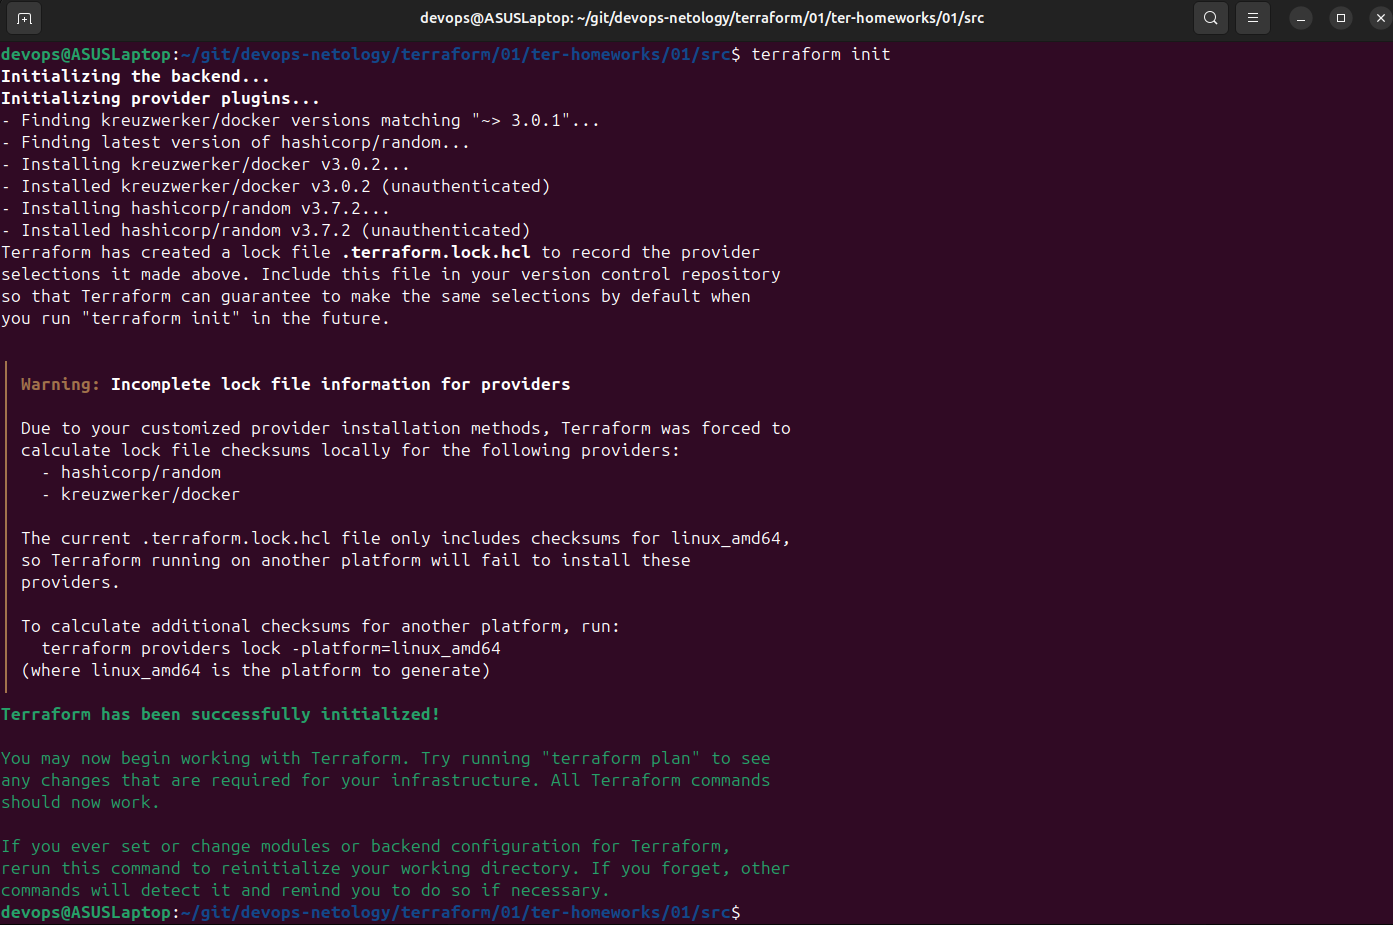 devops@ASUSLaptop: ~/git/devops-netology/terraform/01/ter-homeworks/01/src
devops@ASUSLaptop:~/git/devops-netology/terraform/01/ter-homeworks/01/src$ terraform init
Initializing the backend...
Initializing provider plugins...
- Finding kreuzwerker/docker versions matching "~> 3.0.1"...
- Finding latest version of hashicorp/random...
- Installing kreuzwerker/docker v3.0.2...
- Installed kreuzwerker/docker v3.0.2 (unauthenticated)
- Installing hashicorp/random v3.7.2...
- Installed hashicorp/random v3.7.2 (unauthenticated)
Terraform has created a lock file .terraform.lock.hcl to record the provider
selections it made above. Include this file in your version control repository
so that Terraform can guarantee to make the same selections by default when
you run "terraform init" in the future.
Warning: Incomplete lock file information for providers
Due to your customized provider installation methods, Terraform was forced to
calculate lock file checksums locally for the following providers:
- hashicorp/random
- kreuzwerker/docker
The current .terraform.lock.hcl file only includes checksums for linux_amd64,
so Terraform running on another platform will fail to install these
providers.
To calculate additional checksums for another platform, run:
terraform providers lock -platform=linux_amd64
(where linux_amd64 is the platform to generate)
Terraform has been successfully initialized!
You may now begin working with Terraform. Try running "terraform plan" to see
any changes that are required for your infrastructure. All Terraform commands
should now work.
If you ever set or change modules or backend configuration for Terraform,
rerun this command to reinitialize your working directory. If you forget, other
commands will detect it and remind you to do so if necessary.
devops@ASUSLaptop:~/git/devops-netology/terraform/01/ter-homeworks/01/src$